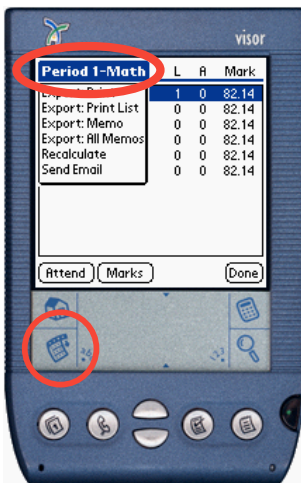 visor
Period 1-Math L A Mark
1 0 82.14
Export: Print List 0 0 82.14
Export: Memo 0 0 82.14
Export: All Memos 0 0 82.14
Recalculate 0 0 82.14
Send Email 0 0 82.14
Attend Marks Done